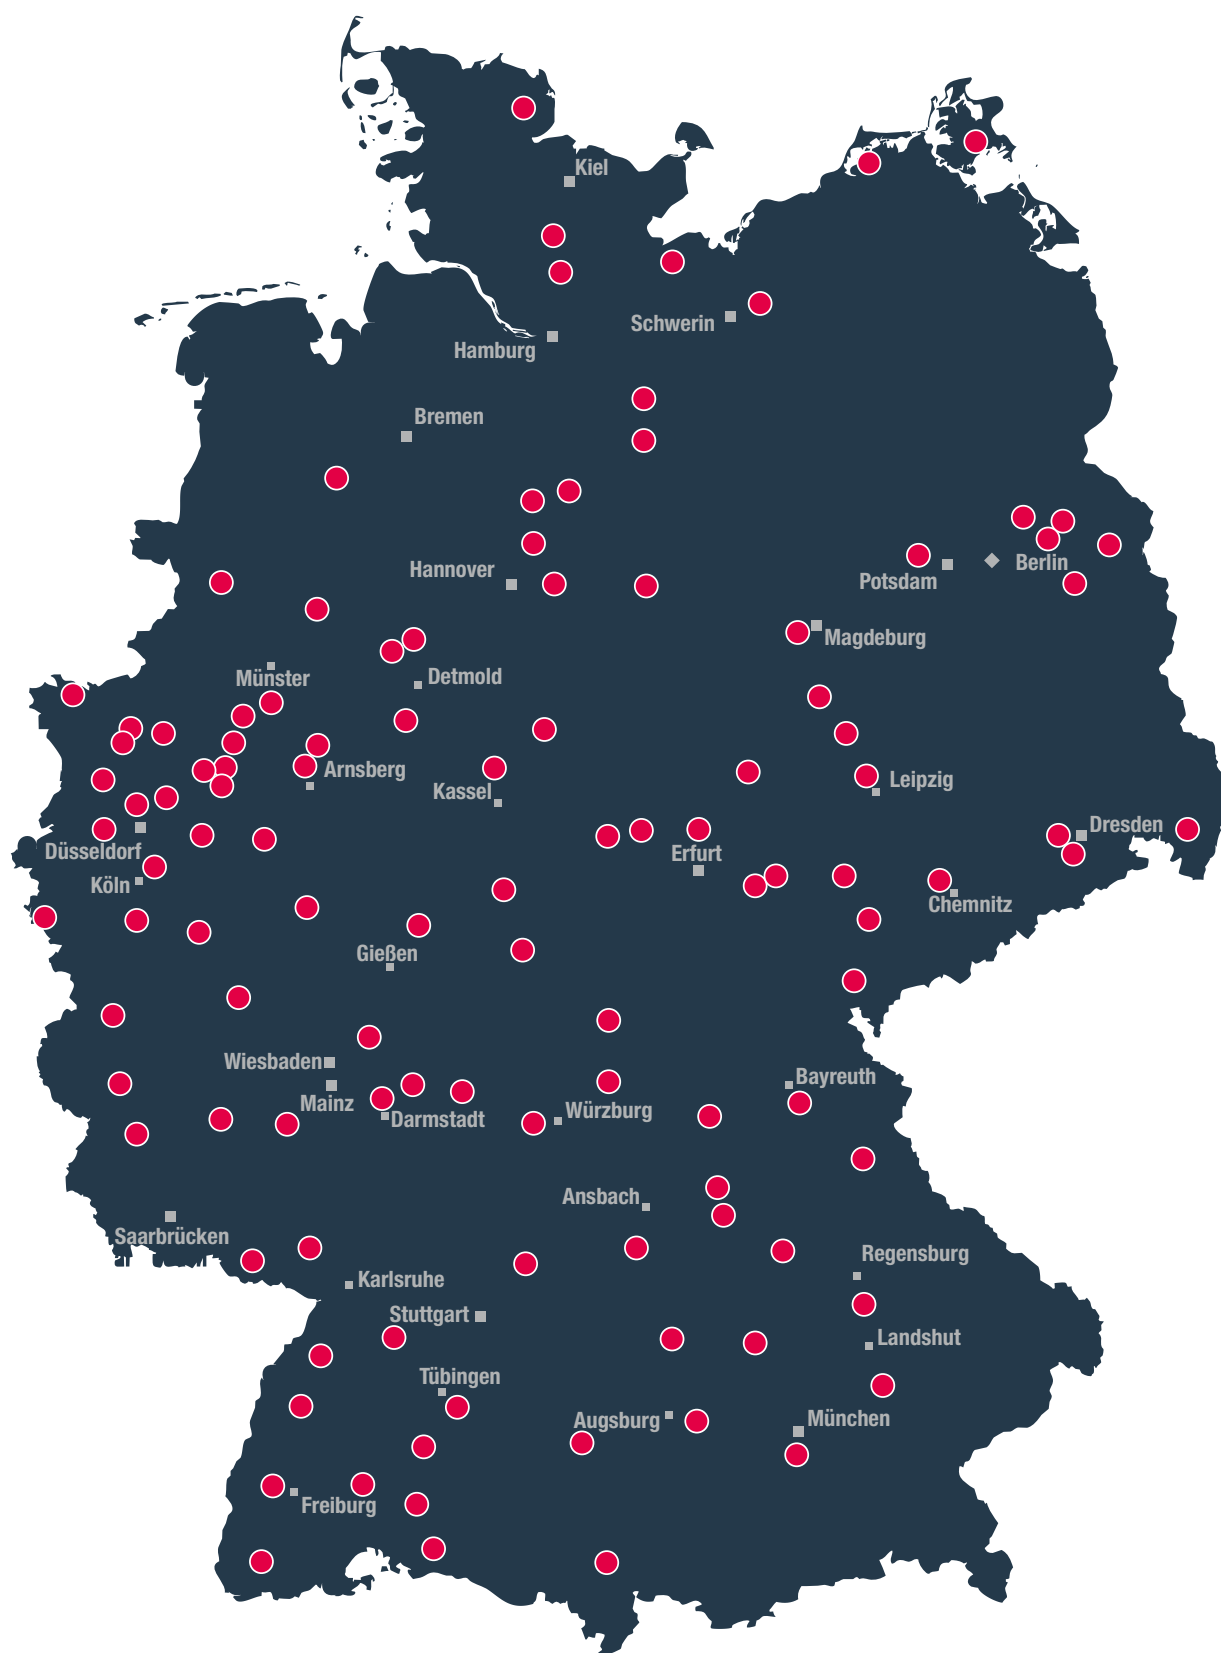 Kiel
Schwerin
Hamburg
Bremen
Hannover
Berlin
Potsdam
Magdeburg
Münster
Detmold
Arnsberg
Kassel
Leipzig
Düsseldorf
Dresden
Erfurt
Köln
Chemnitz
Gießen
Wiesbaden
Bayreuth
Mainz
Würzburg
Darmstadt
Ansbach
Saarbrücken
Regensburg
Karlsruhe
Stuttgart
Landshut
Tübingen
Augsburg
München
Freiburg